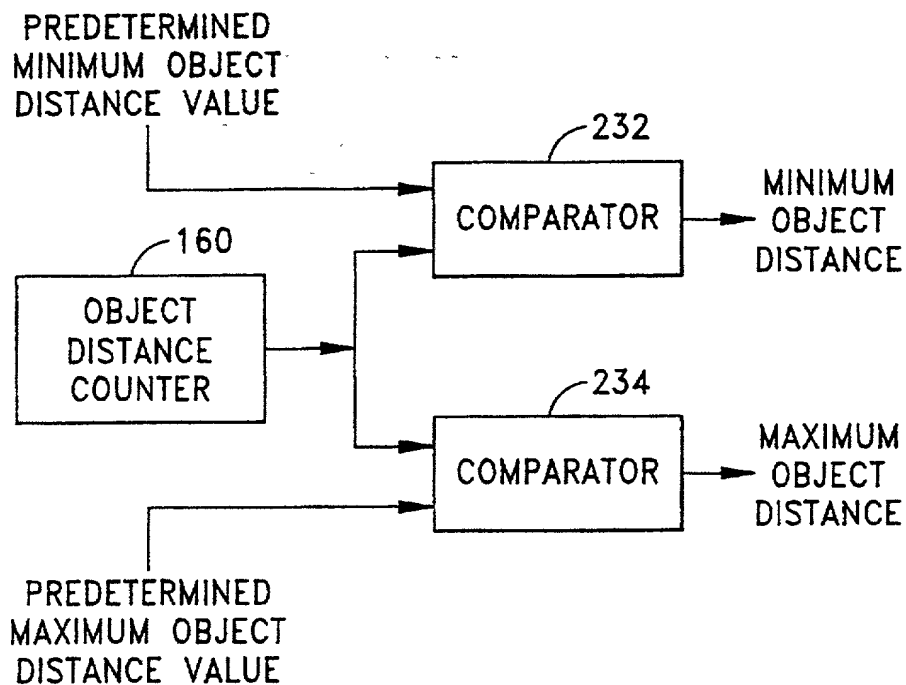 PREDETERMINED
MINIMUM OBJECT
DISTANCE VALUE
232
COMPARATOR
MINIMUM
OBJECT
DISTANCE
160
OBJECT
DISTANCE
COUNTER
234
COMPARATOR
MAXIMUM
OBJECT
DISTANCE
PREDETERMINED
MAXIMUM OBJECT
DISTANCE VALUE